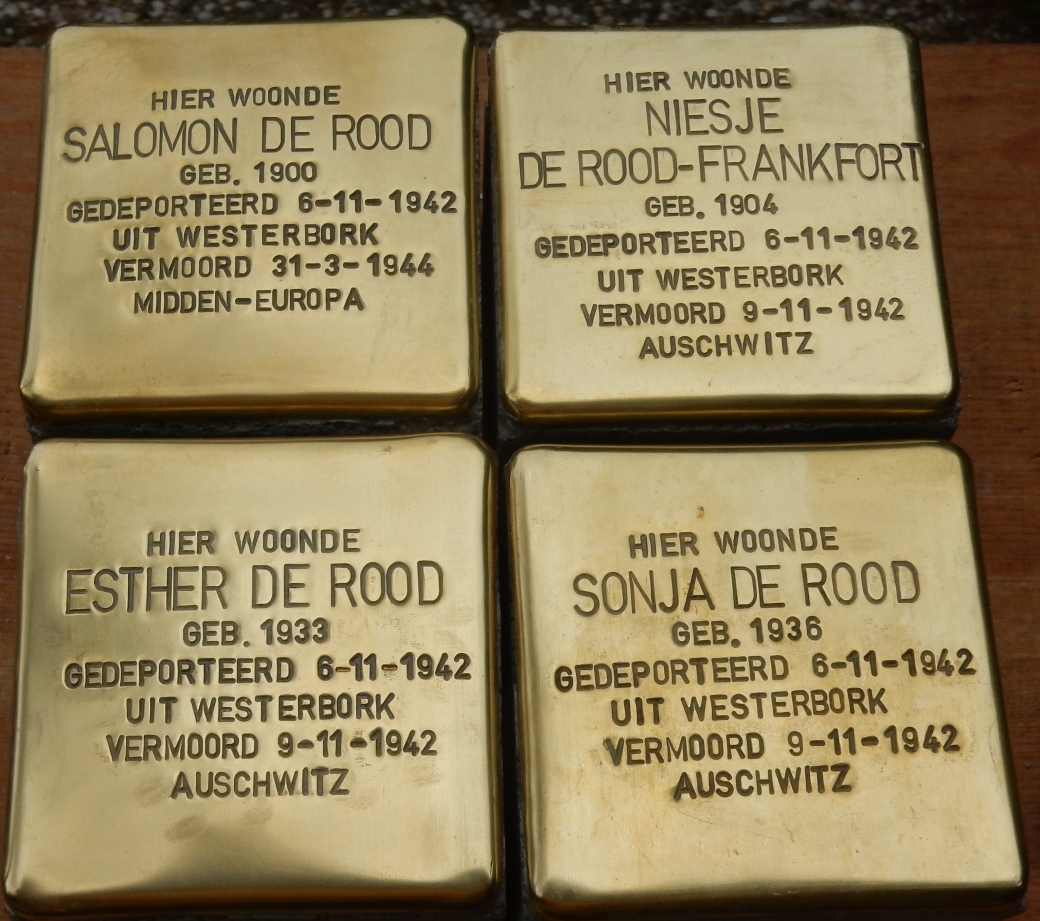 HIER WOONDE
SALOMON DE ROOD
GEB. 1900
GEDEPORTEERD 6-11-1942
UIT WESTERBORK
VERMOORD 31-3-1944
MIDDEN-EUROPA
HIER WOONDE
NIESJE
DE ROOD-FRANKFORT
GEB. 1904
GEDEPORTEERD 6-11-1942
UIT WESTERBORK
VERMOORD 9-11-1942
AUSCHWITZ
HIER WOONDE
ESTHER DE ROOD
GEB. 1933
GEDEPORTEERD 6-11-1942
UIT WESTERBORK
VERMOORD 9-11-1942
AUSCHWITZ
HIER WOONDE
SONJA DE ROOD
GEB. 1936
GEDEPORTEERD 6-11-1942
UIT WESTERBORK
VERMOORD 9-11-1942
AUSCHWITZ